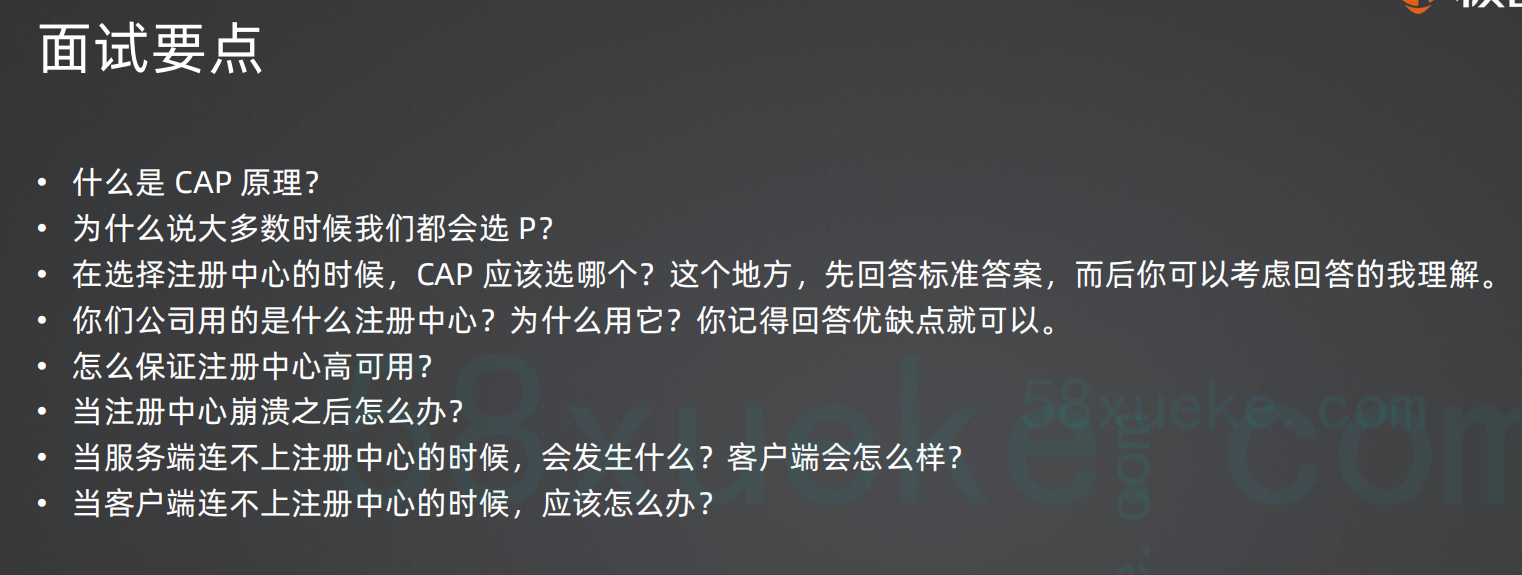 面试要点
• 什么是 CAP 原理？
• 为什么说大多数时候我们都会选 P？
• 在选择注册中心的时候，CAP 应该选哪个？这个地方，先回答标准答案，而后你可以考虑回答的我理解。
• 你们公司用的是什么注册中心？为什么用它？你记得回答优缺点就可以。
• 怎么保证注册中心高可用？
• 当注册中心崩溃之后怎么办？
• 当服务端连不上注册中心的时候，会发生什么？客户端会怎么样？
• 当客户端连不上注册中心的时候，应该怎么办？
58xueke.com
58xueke.com